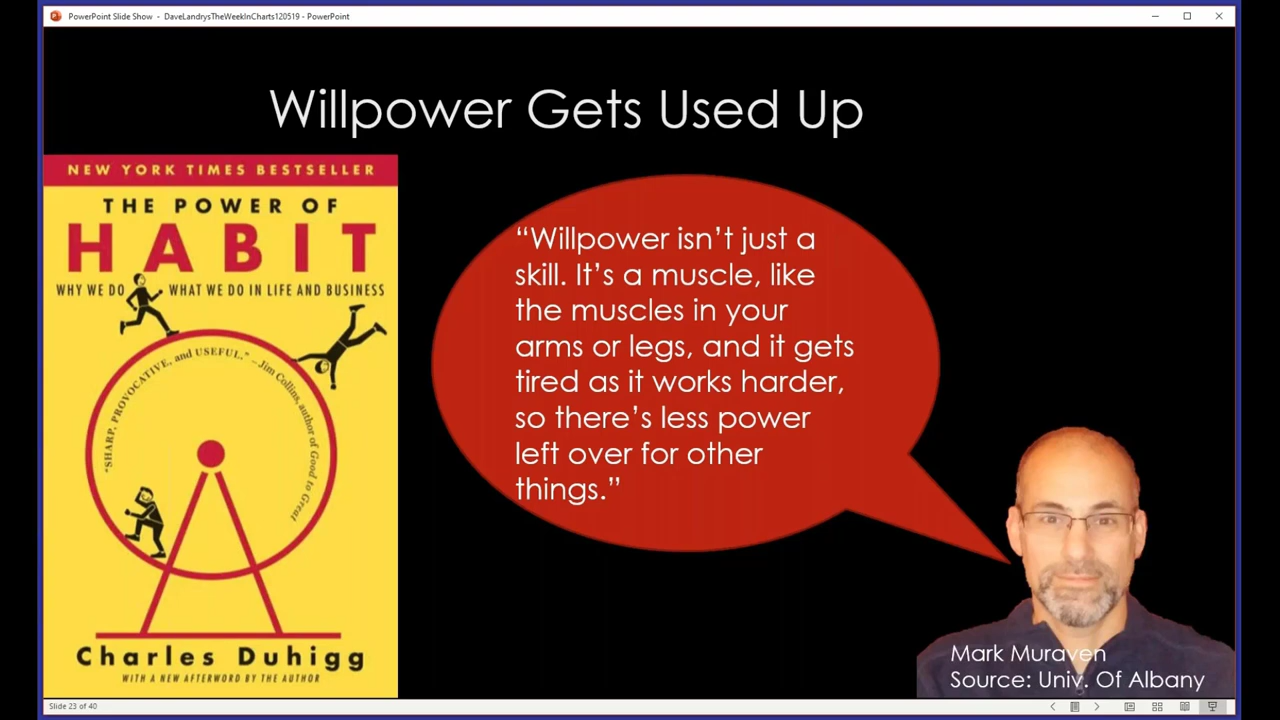 PowerPoint Slide Show - DaveLandrysTheWeekInCharts120519 - PowerPoint
Willpower Gets Used Up
NEW YORK TIMES BESTSELLER
THE POWER OF
HABIT
WHY WE DO WHAT WE DO IN LIFE AND BUSINESS
"SHARP, PROVOCATIVE, and USEFUL." –Jim Collins, author of Good to Great
Charles Duhigg
WITH A NEW AFTERWORD BY THE AUTHOR
“Willpower isn’t just a
skill. It’s a muscle, like
the muscles in your
arms or legs, and it gets
tired as it works harder,
so there’s less power
left over for other
things.”
Mark Muraven
Source: Univ. Of Albany
Slide 23 of 40